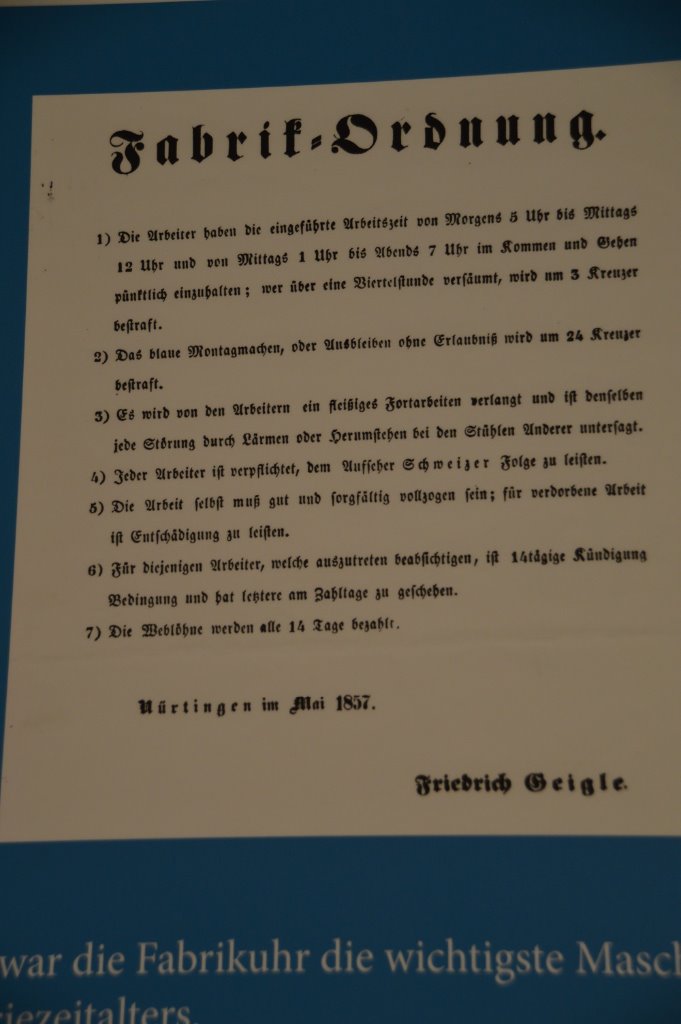 Fabrik-Ordnung.
1) Die Arbeiter haben die eingeführte Arbeitszeit von Morgens 5 Uhr bis Mittags
12 Uhr und von Mittags 1 Uhr bis Abends 7 Uhr im Kommen und Gehen
pünktlich einzuhalten; wer über eine Viertelstunde versäumt, wird um 3 Kreuzer
bestraft.
2) Das blaue Montagmachen, oder Ausbleiben ohne Erlaubniß wird um 24 Kreuzer
bestraft.
3) Es wird von den Arbeitern ein fleißiges Fortarbeiten verlangt und ist denselben
jede Störung durch Lärmen oder Herumstehen bei den Stühlen Anderer untersagt.
4) Jeder Arbeiter ist verpflichtet, dem Aufseher Schweizer Folge zu leisten.
5) Die Arbeit selbst muß gut und sorgfältig vollzogen sein; für verdorbene Arbeit
ist Entschädigung zu leisten.
6) Für diejenigen Arbeiter, welche auszutreten beabsichtigen, ist 14tägige Kündigung
Bedingung und hat letztere am Zahltage zu geschehen.
7) Die Weblöhne werden alle 14 Tage bezahlt.
Nürtingen im Mai 1857.
Friedrich Geigle.
war die Fabrikuhr die wichtigste Masch
riezeitalters.